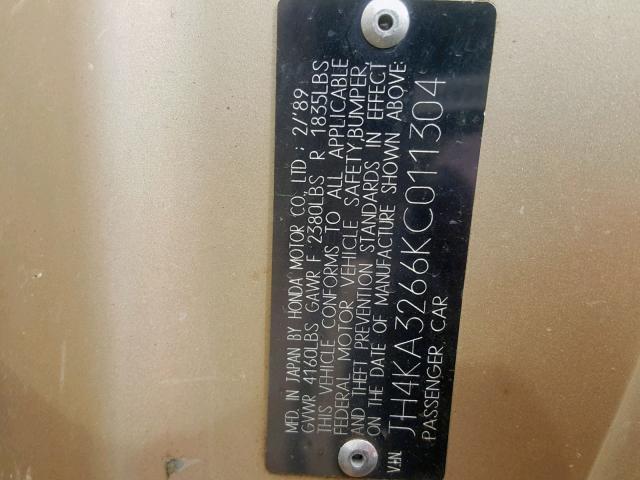 MFD. IN JAPAN BY HONDA MOTOR CO., LTD ; 2/'89
GVWR 4160LBS GAWR F 2380LBS R 1835LBS
THIS VEHICLE CONFORMS TO ALL APPLICABLE
FEDERAL MOTOR VEHICLE SAFETY,BUMPER,
AND THEFT PREVENTION STANDARDS IN EFFECT
ON THE DATE OF MANUFACTURE SHOWN ABOVE:
V.I.N. JH4KA3266KC011304
PASSENGER CAR